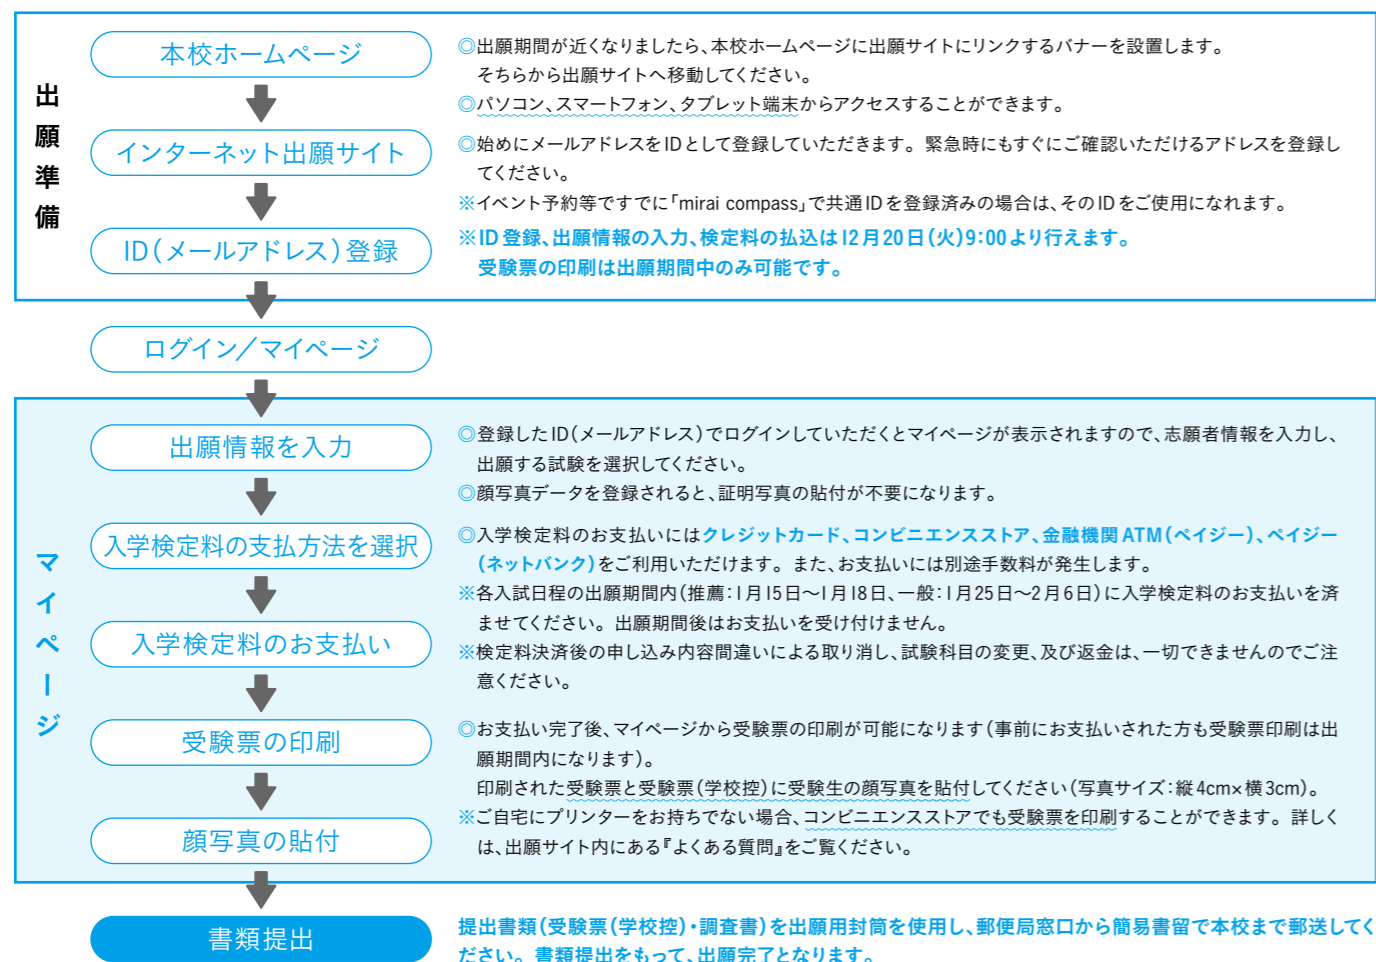 出願準備
本校ホームページ
◎出願期間が近くなりましたら、本校ホームページに出願サイトにリンクするバナーを設置します。
そちらから出願サイトへ移動してください。
◎パソコン、スマートフォン、タブレット端末からアクセスすることができます。
インターネット出願サイト
◎始めにメールアドレスをIDとして登録していただきます。緊急時にもすぐにご確認いただけるアドレスを登録し
てください。
※イベント予約等ですでに「mirai compass」で共通IDを登録済みの場合は、そのIDをご使用になれます。
ID(メールアドレス)登録
※ID登録、出願情報の入力、検定料の払込は12月20日(火)9:00より行えます。
受験票の印刷は出願期間中のみ可能です。
ログイン/マイページ
マイページ
出願情報を入力
◎登録したID(メールアドレス)でログインしていただくとマイページが表示されますので、志願者情報を入力し、
出願する試験を選択してください。
◎顔写真データを登録されると、証明写真の貼付が不要になります。
入学検定料の支払方法を選択
◎入学検定料のお支払いにはクレジットカード、コンビニエンスストア、金融機関ATM(ペイジー)、ペイジー
(ネットバンク)をご利用いただけます。また、お支払いには別途手数料が発生します。
※各入試日程の出願期間内(推薦:1月15日〜1月18日、一般:1月25日〜2月6日)に入学検定料のお支払いを済
ませてください。出願期間後はお支払いを受け付けません。
入学検定料のお支払い
※検定料決済後の申し込み内容間違いによる取り消し、試験科目の変更、及び返金は、一切できませんのでご注
意ください。
受験票の印刷
◎お支払い完了後、マイページから受験票の印刷が可能になります(事前にお支払いされた方も受験票印刷は出
願期間内になります)。
印刷された受験票と受験票(学校控)に受験生の顔写真を貼付してください(写真サイズ:縦4cm×横3cm)。
※ご自宅にプリンターをお持ちでない場合、コンビニエンスストアでも受験票を印刷することができます。詳しく
は、出願サイト内にある『よくある質問』をご覧ください。
顔写真の貼付
書類提出
提出書類(受験票(学校控)・調査書)を出願用封筒を使用し、郵便局窓口から簡易書留で本校まで郵送してく
ださい。書類提出をもって、出願完了となります。